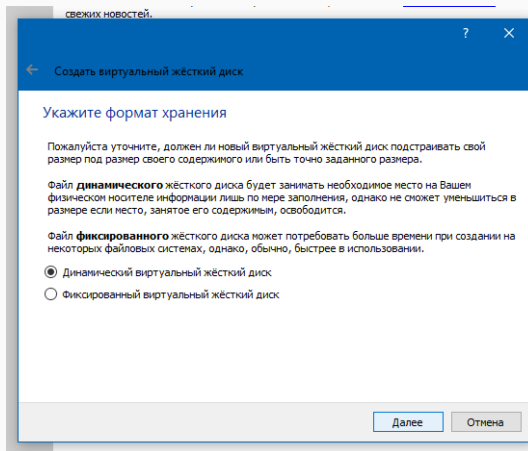 свежих новостей.
?
Создать виртуальный жёсткий диск
Укажите формат хранения
Пожалуйста уточните, должен ли новый виртуальный жёсткий диск подстраивать свой
размер под размер своего содержимого или быть точно заданного размера.
Файл динамического жёсткого диска будет занимать необходимое место на Вашем
физическом носителе информации лишь по мере заполнения, однако не сможет уменьшиться в
размере если место, занятое его содержимым, освободится.
Файл фиксированного жёсткого диска может потребовать больше времени при создании на
некоторых файловых системах, однако, обычно, быстрее в использовании.
Динамический виртуальный жёсткий диск
Фиксированный виртуальный жёсткий диск
Далее Отмена